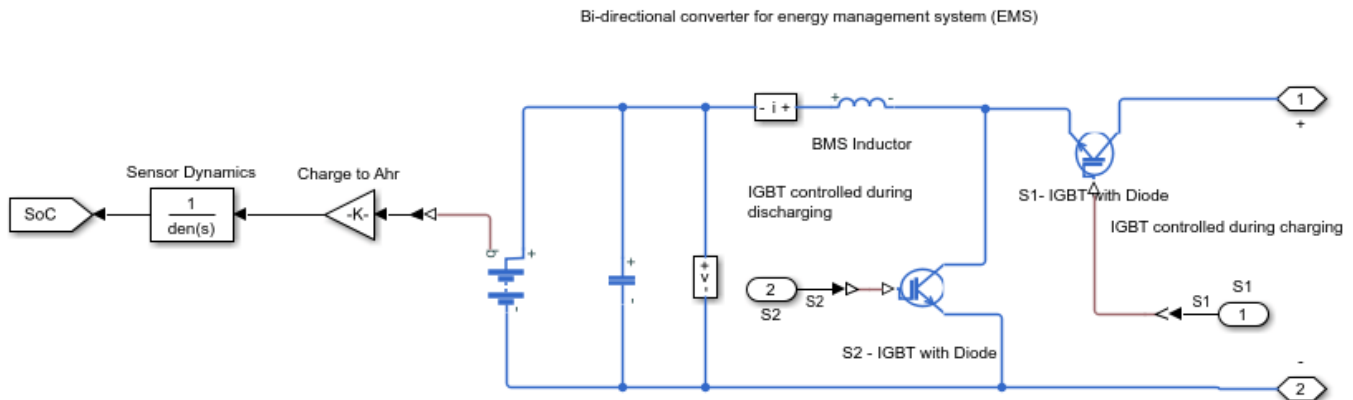 Bi-directional converter for energy management system (EMS)
1
+
+ -
- i +
BMS Inductor
Sensor Dynamics
Charge to Ahr
IGBT controlled during
discharging
S1- IGBT with Diode
SoC
1
den(s)
-K-
IGBT controlled during charging
q
+
-
+
-
+
v
-
2
S2
S2
S1
S1
1
S2 - IGBT with Diode
-
2